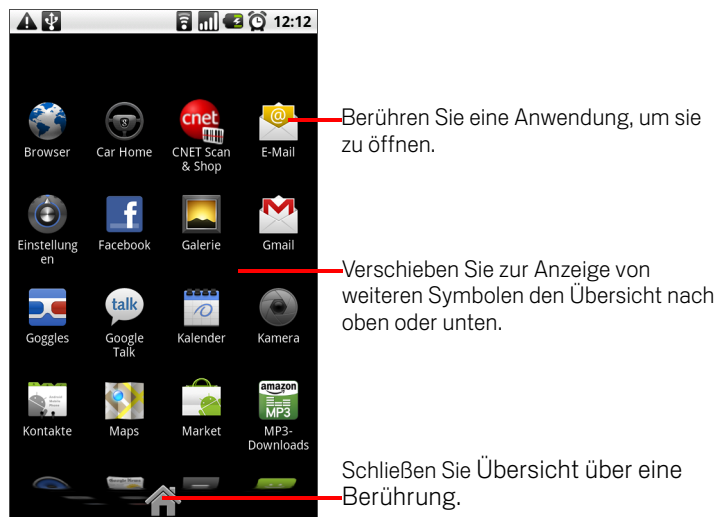 12:12
cnet
@
Browser
Car Home
CNET Scan
& Shop
E-Mail
Berühren Sie eine Anwendung, um sie
zu öffnen.
Einstellung
en
Facebook
Galerie
Gmail
Verschieben Sie zur Anzeige von
weiteren Symbolen den Übersicht nach
oben oder unten.
talk
Goggles
Google
Talk
Kalender
Kamera
amazon
MP3
Kontakte
Maps
Market
MP3-
Downloads
Schließen Sie Übersicht über eine
Berührung.